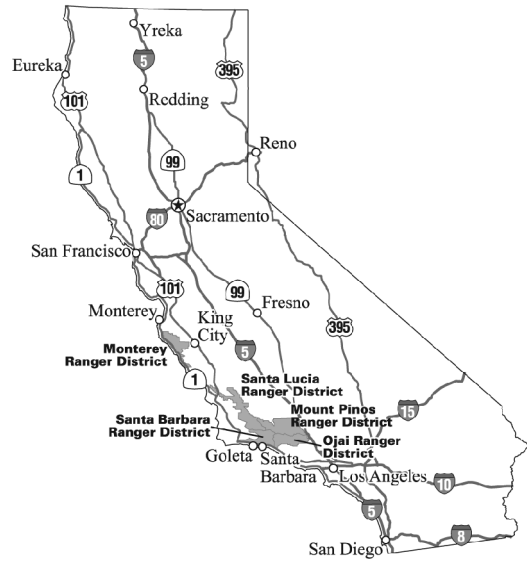 Yreka
5
Eureka
395
101
Redding
Reno
99
1
80
Sacramento
San Francisco
101
99
Monterey
King
City
Fresno
395
Monterey
Ranger District
5
1
Santa Lucia
Ranger District
15
Mount Pinos
Ranger District
Santa Barbara
Ranger District
Ojai Ranger
District
Goleta
Santa
Barbara
Los Angeles
10
5
8
San Diego